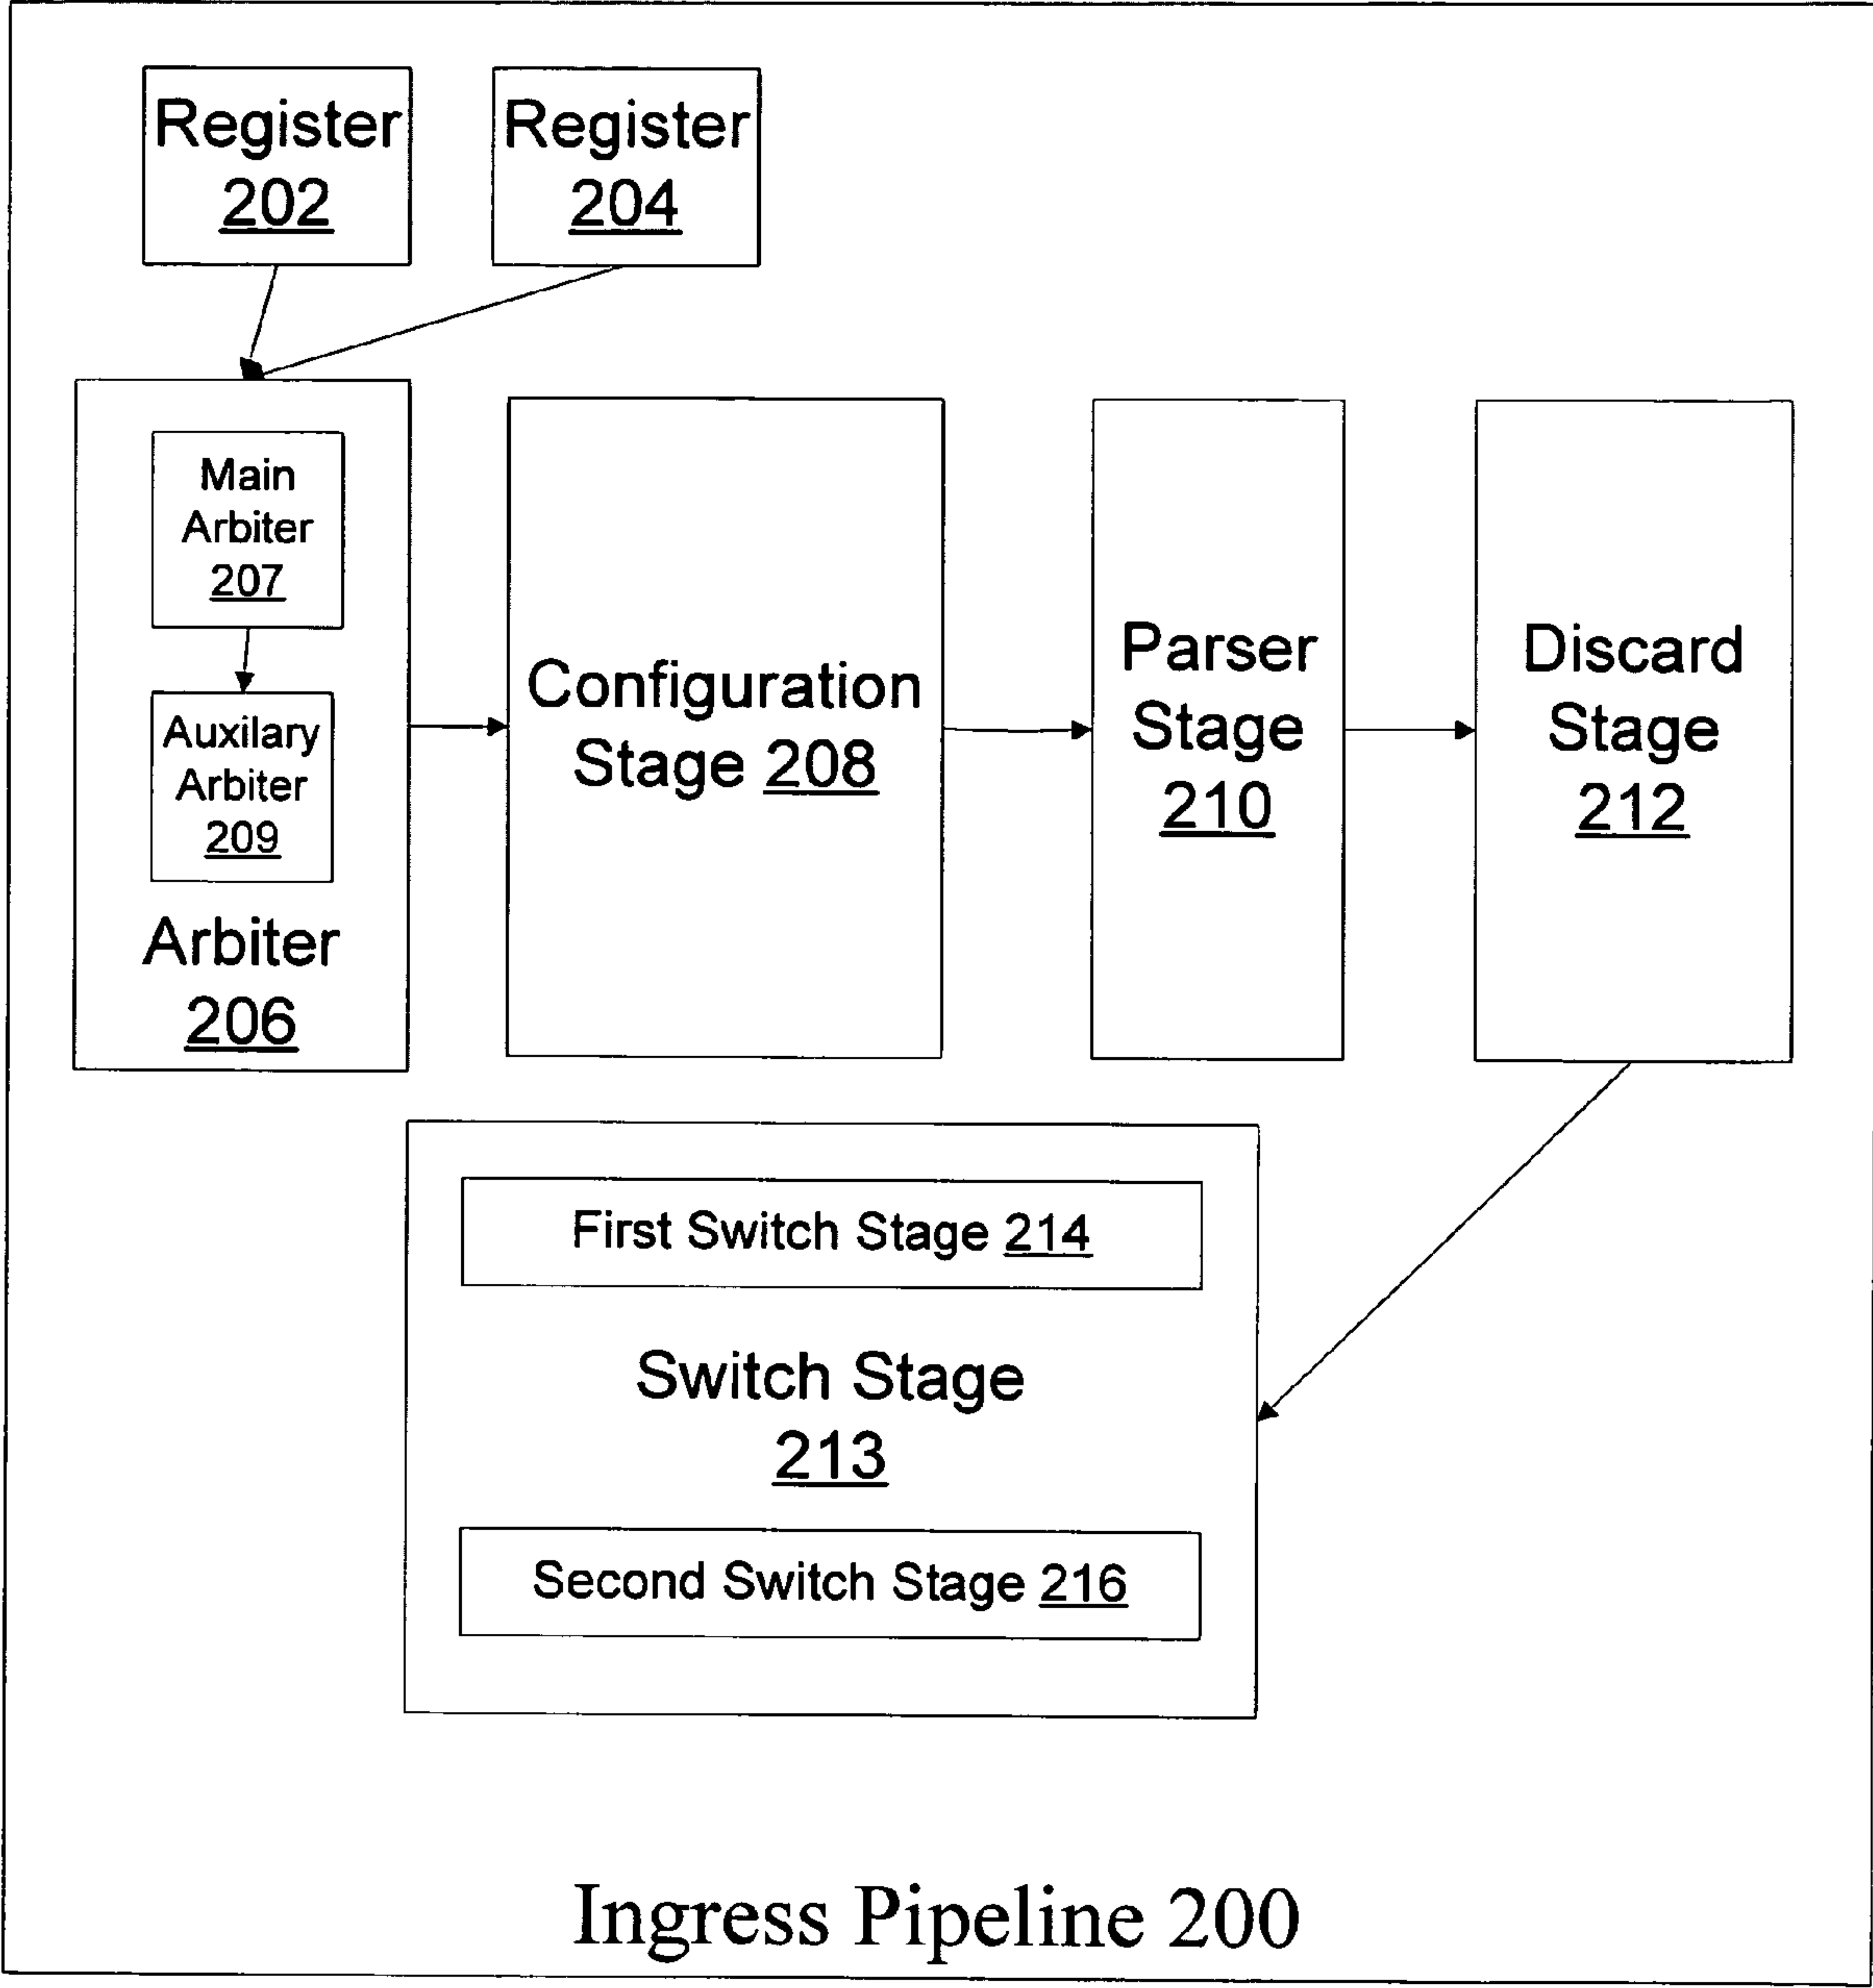 Register
202
Register
204
Main
Arbiter
207
Auxilary
Arbiter
209
Arbiter
206
Configuration
Stage 208
Parser
Stage
210
Discard
Stage
212
First Switch Stage 214
Switch Stage
213
Second Switch Stage 216
Ingress Pipeline 200